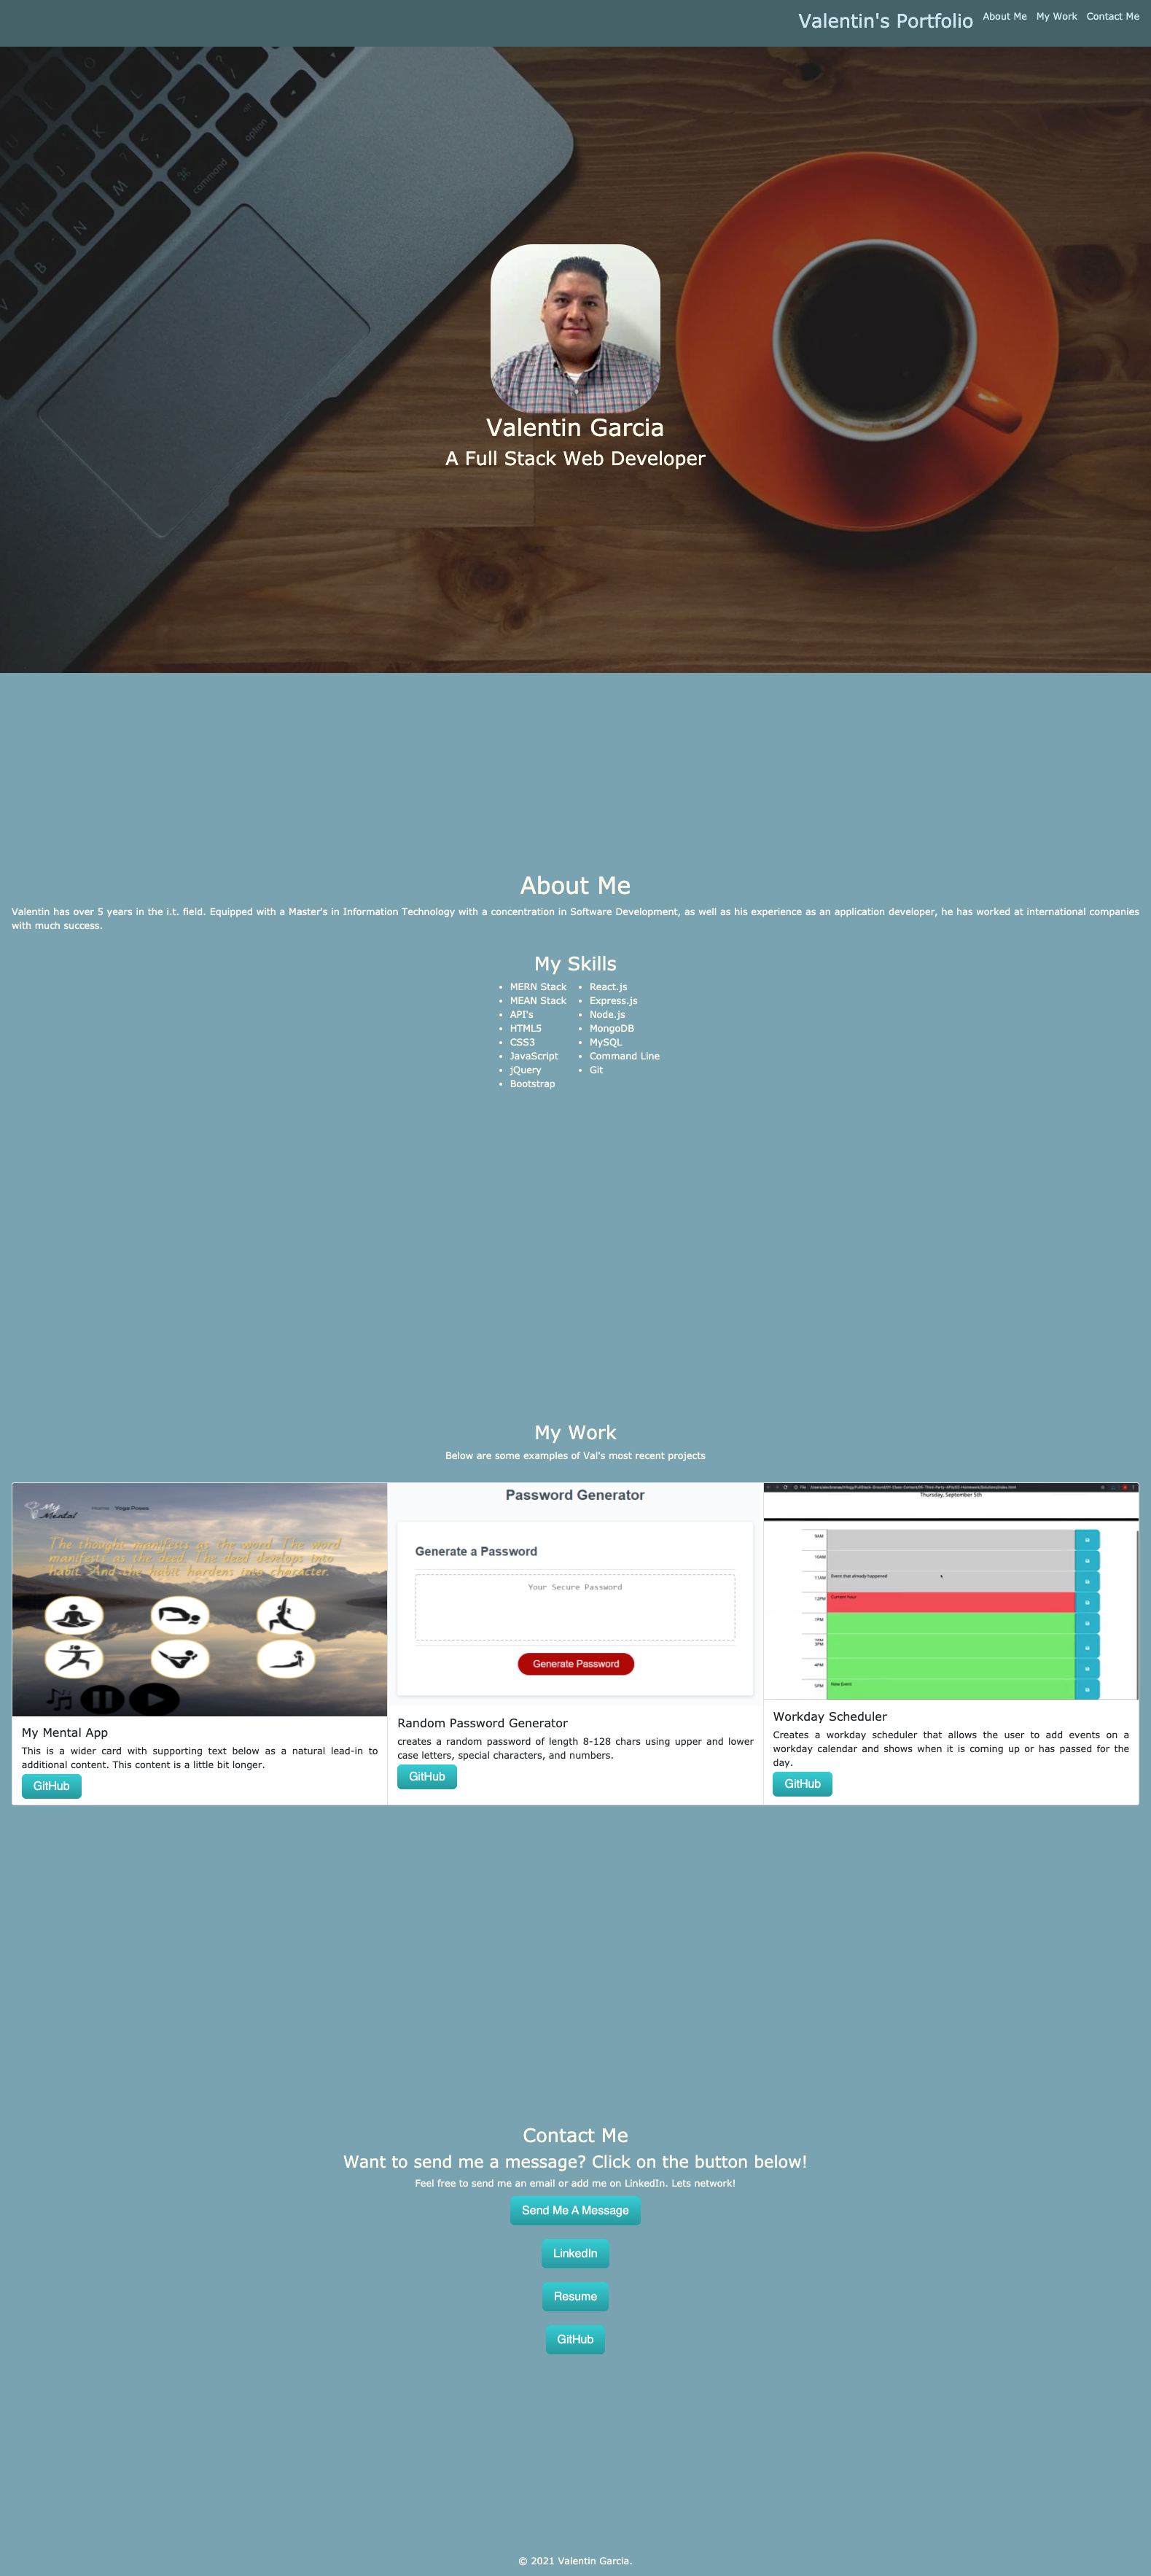 Valentin's Portfolio About Me My Work Contact Me
command
option
Valentin Garcia
A Full Stack Web Developer
About Me
Valentin has over 5 years in the i.t. field. Equipped with a Master's in Information Technology with a concentration in Software Development, as well as his experience as an application developer, he has worked at international companies
with much success.
My Skills
• MERN Stack
• MEAN Stack
• API's
• HTML5
• CSS3
• JavaScript
• jQuery
• Bootstrap
• React.js
• Express.js
• Node.js
• MongoDB
• MySQL
• Command Line
• Git
My Work
Below are some examples of Val's most recent projects
My
Mental
Home Yoga Poses
The thought manifests as the word. The word
manifests as the deed. The deed develops into
habit. And the habit hardens into character.
My Mental App
This is a wider card with supporting text below as a natural lead-in to
additional content. This content is a little bit longer.
GitHub
Password Generator
Generate a Password
Your Secure Password
Generate Password
Random Password Generator
creates a random password of length 8-128 chars using upper and lower
case letters, special characters, and numbers.
GitHub
Thursday, September 5th
9AM
10AM
11AM Event that already happened
12PM Current hour
1PM
2PM
3PM
4PM
5PM New Event
Workday Scheduler
Creates a workday scheduler that allows the user to add events on a
workday calendar and shows when it is coming up or has passed for the
day.
GitHub
Contact Me
Want to send me a message? Click on the button below!
Feel free to send me an email or add me on LinkedIn. Lets network!
Send Me A Message
LinkedIn
Resume
GitHub
© 2021 Valentin Garcia.